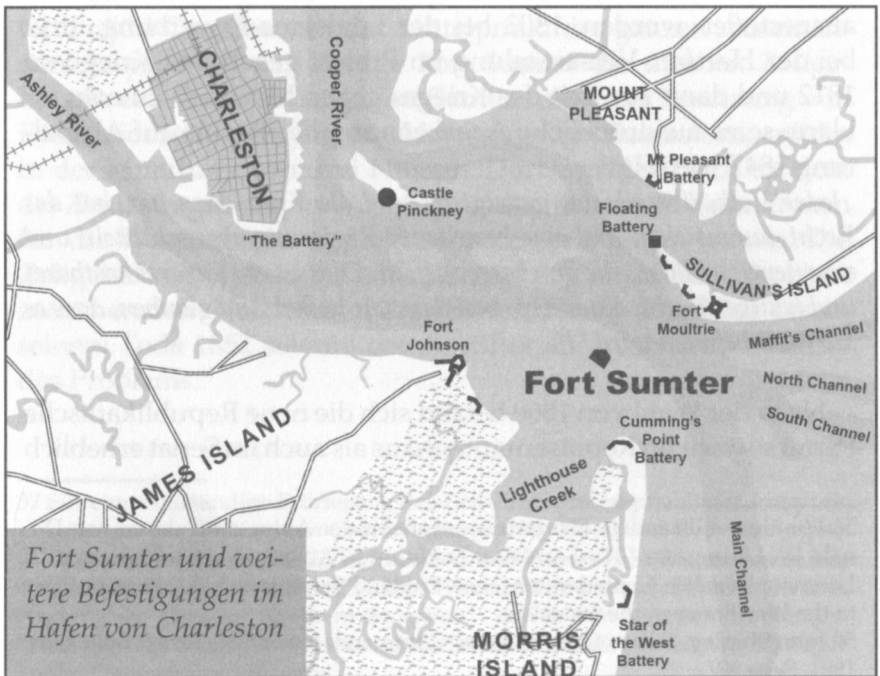 Ashley River
CHARLESTON
Cooper River
MOUNT
PLEASANT
Mt Pleasant
Battery
Castle
Pinckney
Floating
Battery
"The Battery"
SULLIVAN'S ISLAND
Fort
Moultrie
Fort
Johnson
Maffit's Channel
Fort Sumter
North Channel
South Channel
Cumming's
Point
Battery
JAMES ISLAND
Lighthouse
Creek
Main Channel
Fort Sumter und wei-
tere Befestigungen im
Hafen von Charleston
Star of
the West
Battery
MORRIS
ISLAND